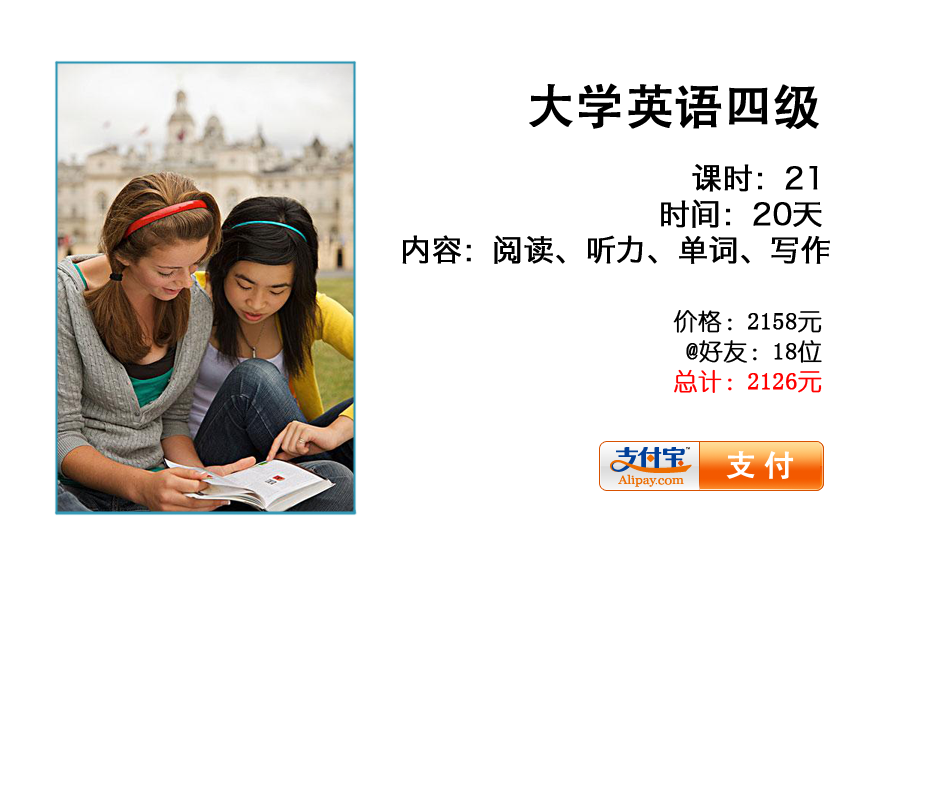 大学英语四级
课时：21
时间：20天
内容：阅读、听力、单词、写作
价格：2158元
@好友：18位
总计：2126元
支付宝™
Alipay.com
支付